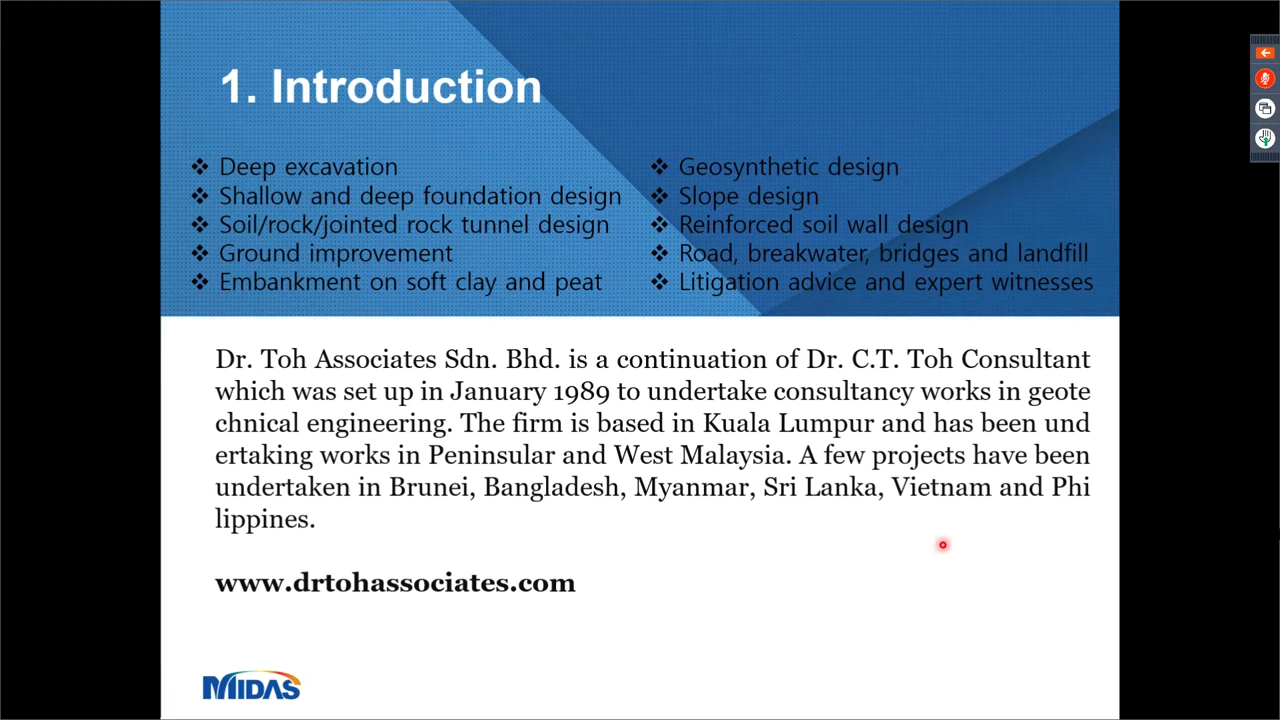 1. Introduction
❖ Deep excavation
❖ Shallow and deep foundation design
❖ Soil/rock/jointed rock tunnel design
❖ Ground improvement
❖ Embankment on soft clay and peat
❖ Geosynthetic design
❖ Slope design
❖ Reinforced soil wall design
❖ Road, breakwater, bridges and landfill
❖ Litigation advice and expert witnesses
Dr. Toh Associates Sdn. Bhd. is a continuation of Dr. C.T. Toh Consultant
which was set up in January 1989 to undertake consultancy works in geote
chnical engineering. The firm is based in Kuala Lumpur and has been und
ertaking works in Peninsular and West Malaysia. A few projects have been
undertaken in Brunei, Bangladesh, Myanmar, Sri Lanka, Vietnam and Phi
lippines.
www.drtohassociates.com
MIDAS